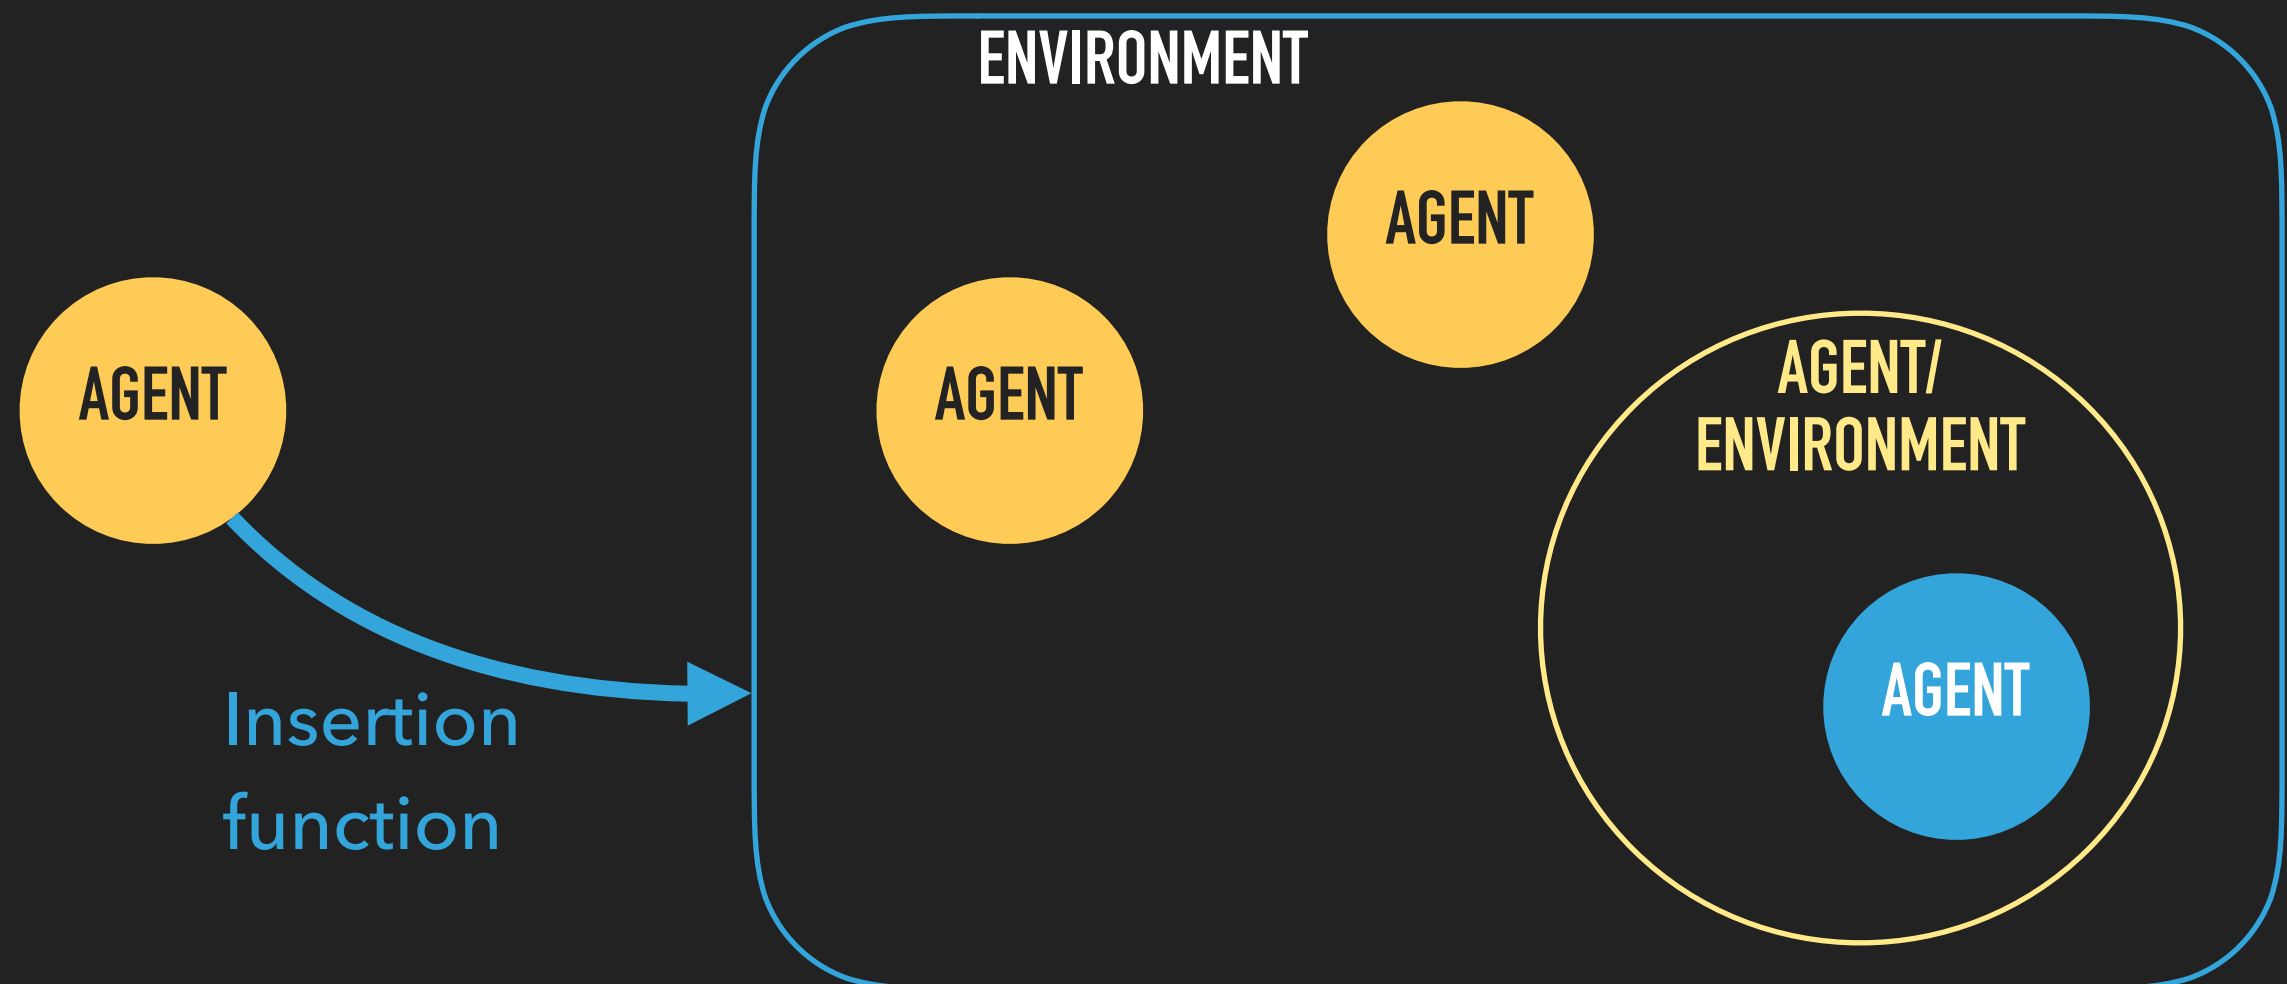 ENVIRONMENT
AGENT
AGENT
AGENT
AGENT/
ENVIRONMENT
AGENT
Insertion
function